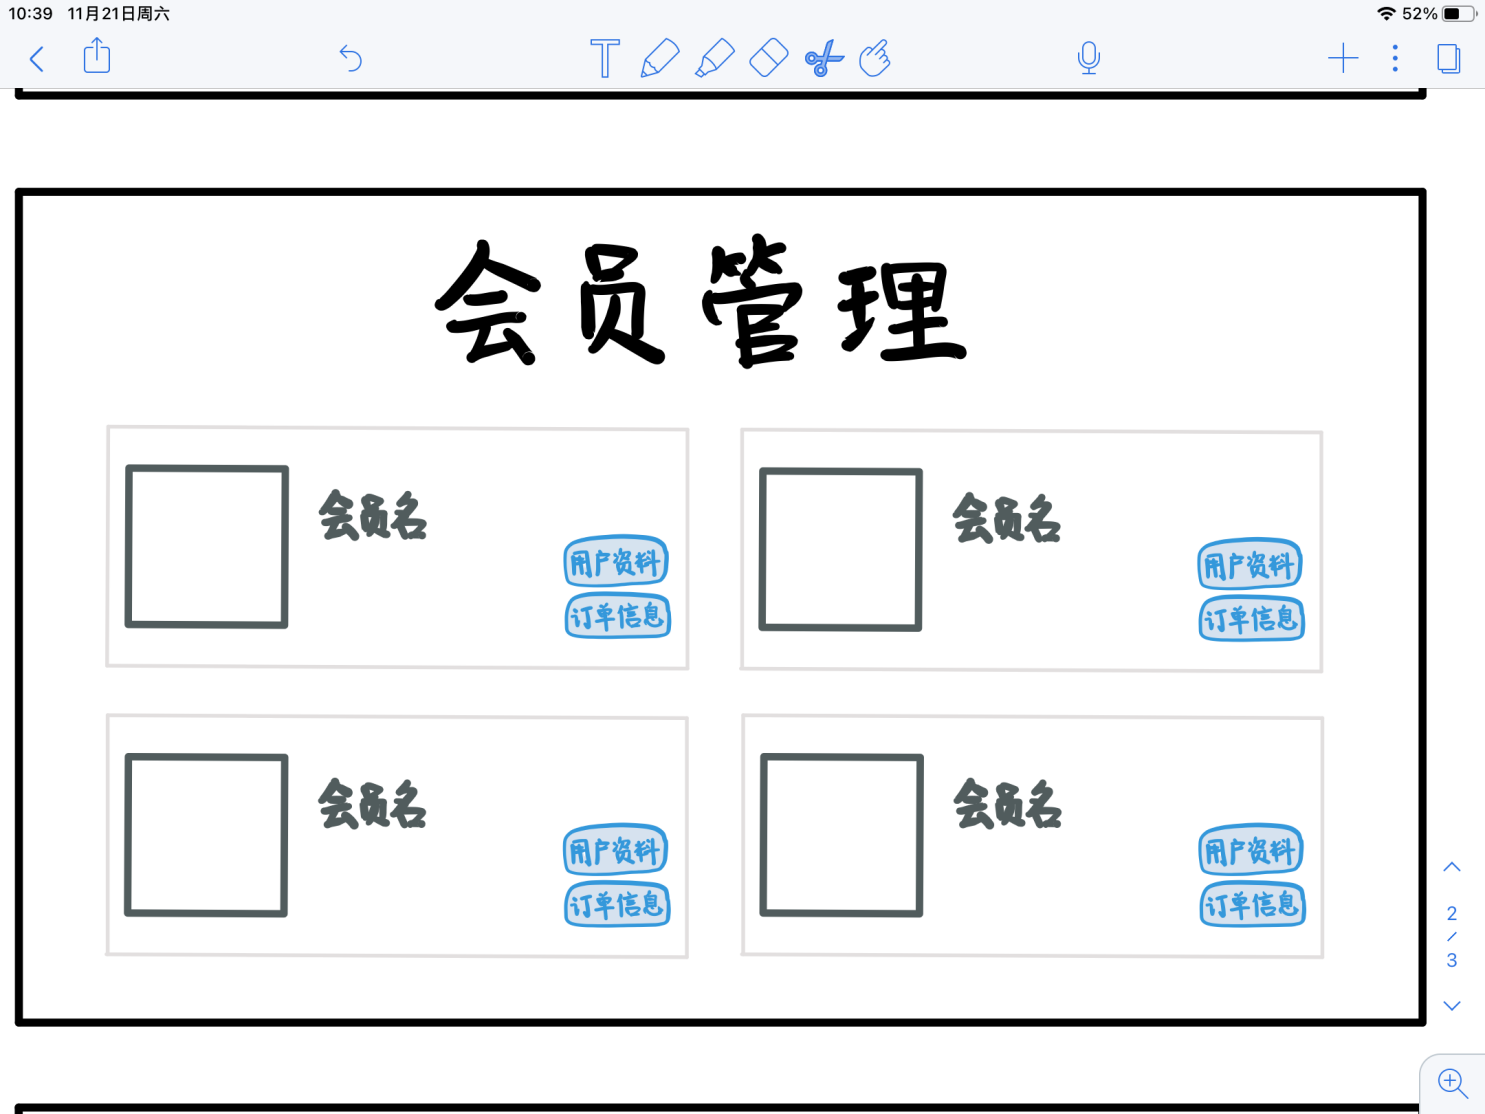 10:39 11月21日周六
52%
会员管理
会员名
用户资料
订单信息
会员名
用户资料
订单信息
会员名
用户资料
订单信息
会员名
用户资料
订单信息
2
/
3